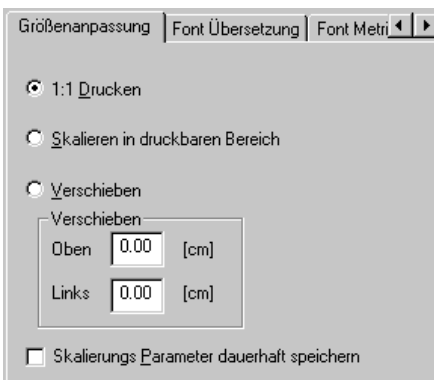 Größenanpassung Font Übersetzung Font Metri
1:1 Drucken
Skalieren in druckbaren Bereich
Verschieben
Verschieben
Oben 0.00 [cm]
Links 0.00 [cm]
Skalierungs Parameter dauerhaft speichern